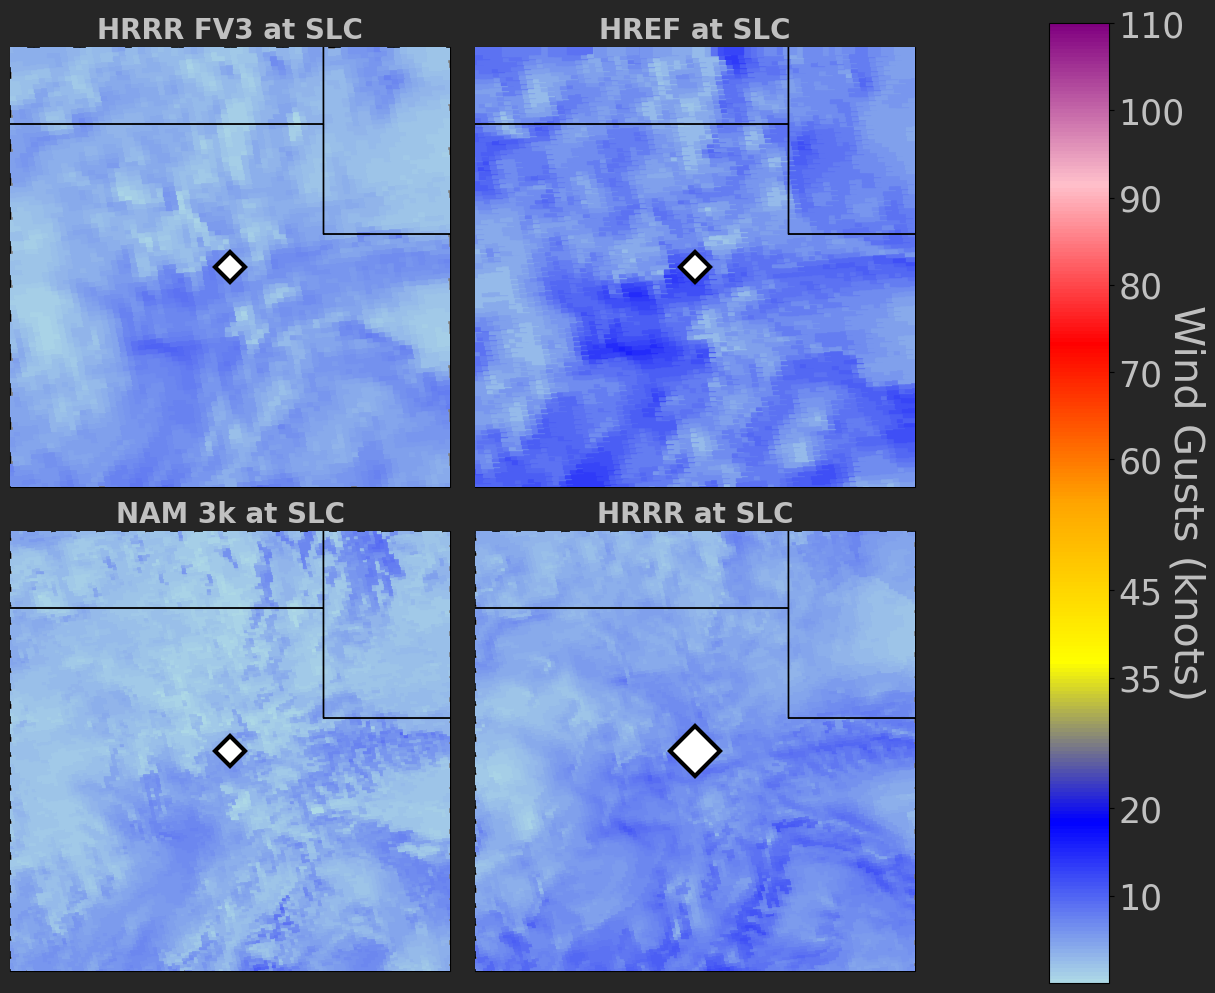 HRRR FV3 at SLC
HREF at SLC
NAM 3k at SLC
HRRR at SLC
110
100
90
80
70
60
45
35
20
10
Wind Gusts (knots)